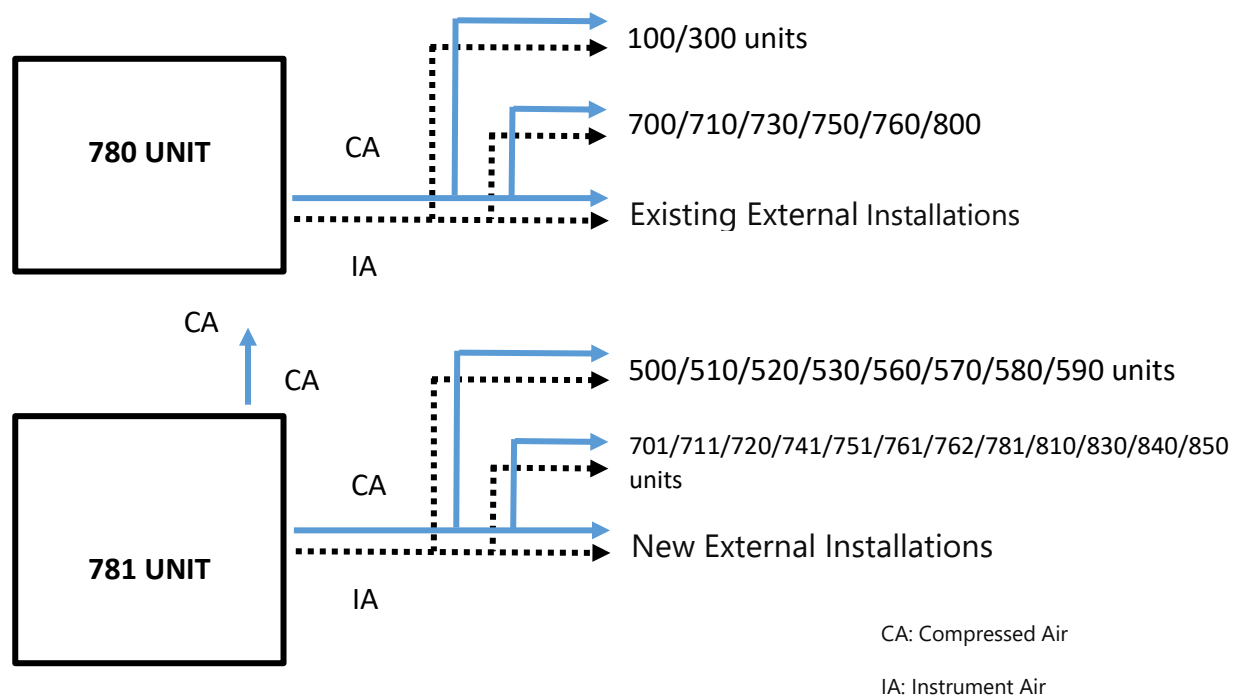 100/300 units
780 UNIT
CA
700/710/730/750/760/800
Existing External Installations
IA
CA
CA
500/510/520/530/560/570/580/590 units
701/711/720/741/751/761/762/781/810/830/840/850
units
CA
New External Installations
781 UNIT
IA
CA: Compressed Air
IA: Instrument Air